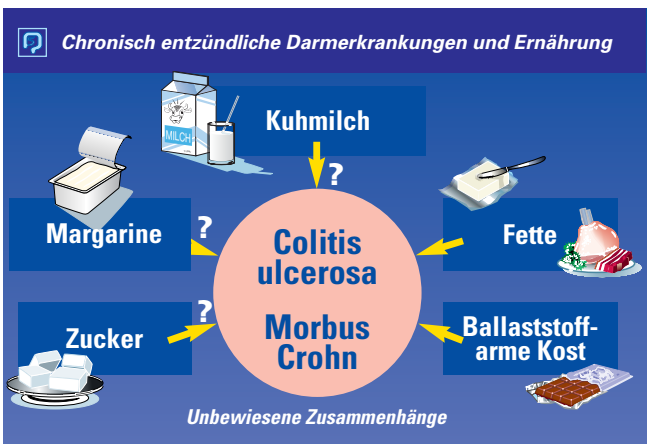 Chronisch entzündliche Darmerkrankungen und Ernährung
Kuhmilch
MILCH
?
Margarine
?
Fette
Colitis
ulcerosa
Morbus
Crohn
Zucker
?
Ballaststoff-
arme Kost
Unbewiesene Zusammenhänge